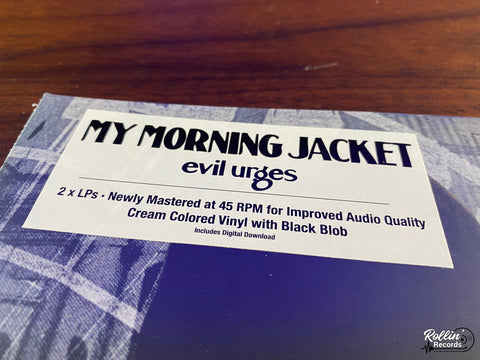 MY MORNING JACKET
evil urges
2 x LPs • Newly Mastered at 45 RPM for Improved Audio Quality
Cream Colored Vinyl with Black Blob
Includes Digital Download
Rollin'
Records